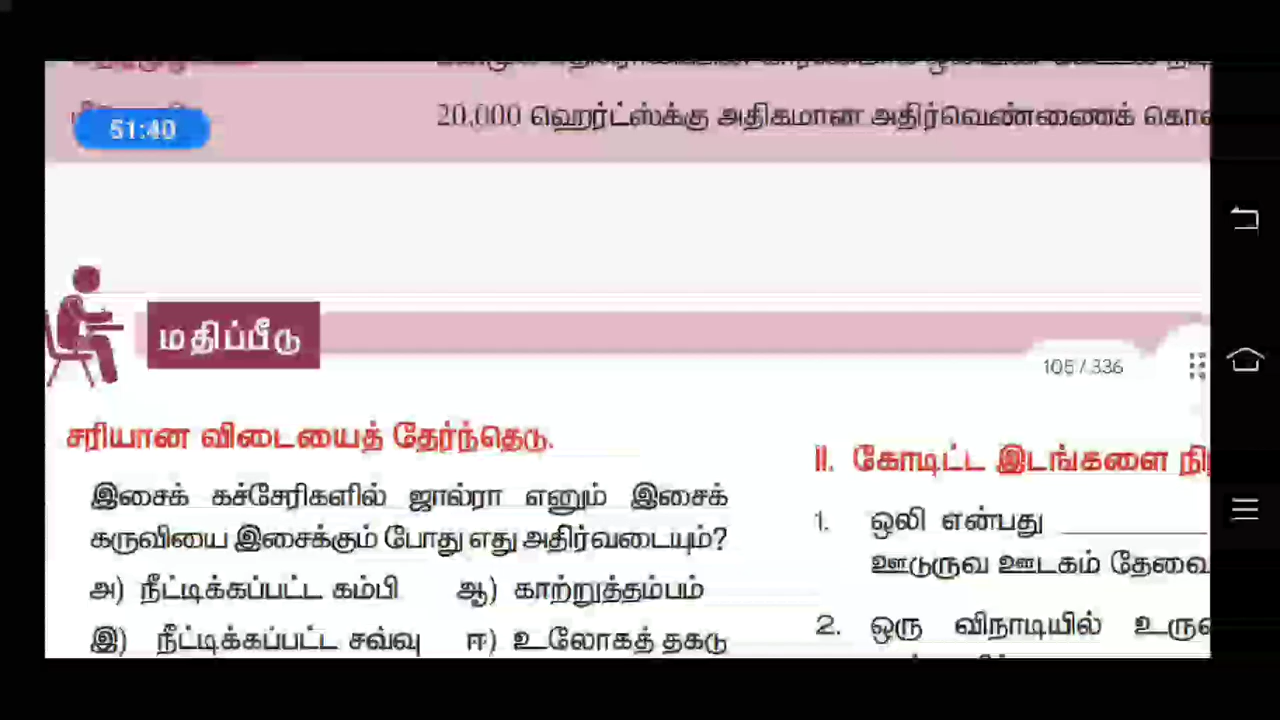 20,000 ஹெர்ட்ஸ்க்கு அதிகமான அதிர்வெண்ணைக்
51:40
மதிப்பீடு
105 / 336
சரியான விடையைத் தேர்ந்தெடு.
இசைக் கச்சேரிகளில் ஜால்ரா எனும் இசைக்
கருவியை இசைக்கும் போது எது அதிர்வடையும்?
அ) நீட்டிக்கப்பட்ட கம்பி ஆ) காற்றுத்தம்பம்
இ) நீட்டிக்கப்பட்ட சவ்வு ஈ) உலோகத் தகடு
II. கோடிட்ட இடங்களை
1. ஒலி என்பது ____________
ஊடுருவ ஊடகம்
2. ஒரு விநாடியில்